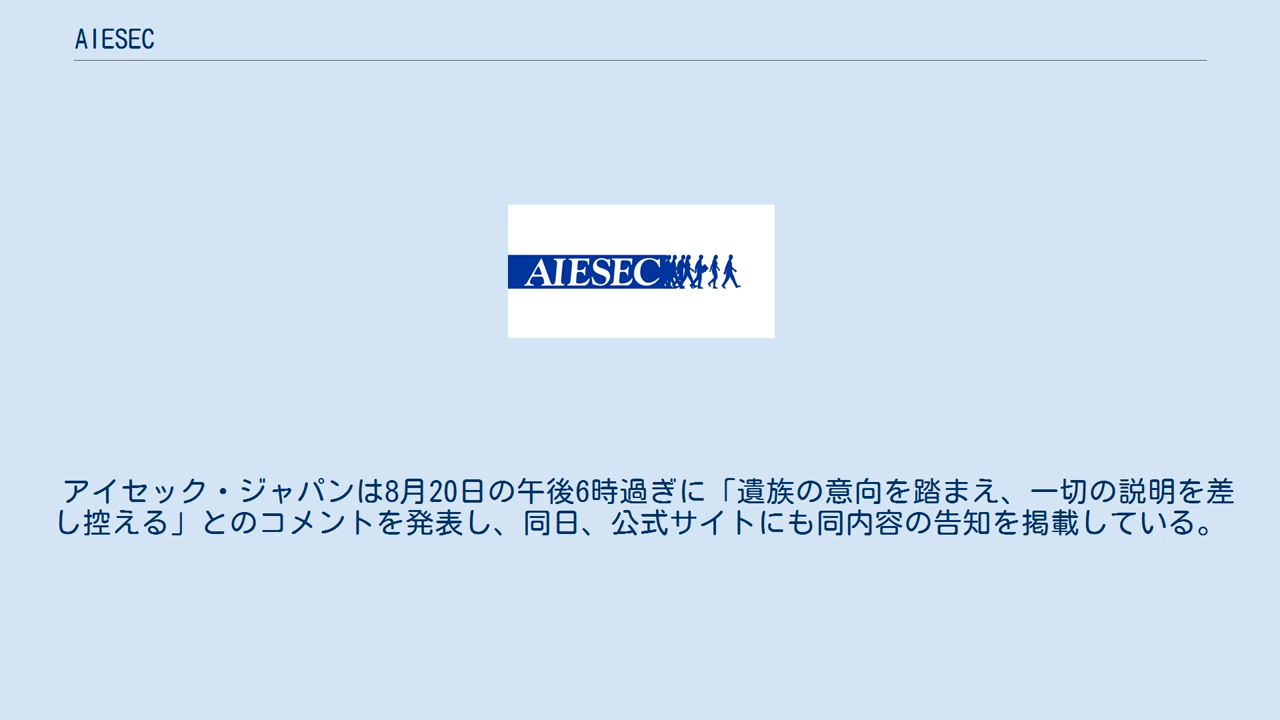 AIESEC
AIESEC
アイセック・ジャパンは8月20日の午後6時過ぎに「遺族の意向を踏まえ、一切の説明を差
し控える」とのコメントを発表し、同日、公式サイトにも同内容の告知を掲載している。